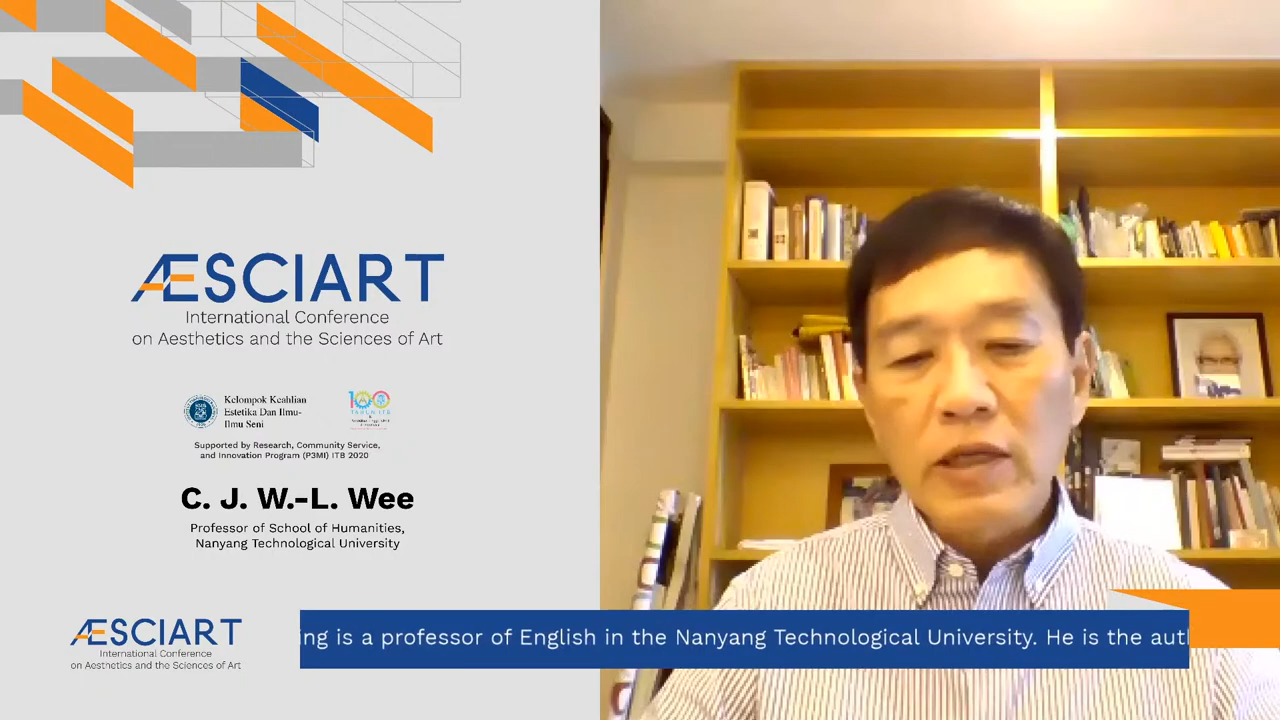 ÆSCIART
International Conference
on Aesthetics and the Sciences of Art
Kelompok Keahlian
Estetika Dan Ilmu-
Ilmu Seni
100
TAHUN ITB
Supported by Research, Community Service,
and Innovation Program (P3MI) ITB 2020
C. J. W.-L. Wee
Professor of School of Humanities,
Nanyang Technological University
ÆSCIART
International Conference
on Aesthetics and the Sciences of Art
ing is a professor of English in the Nanyang Technological University. He is the aut